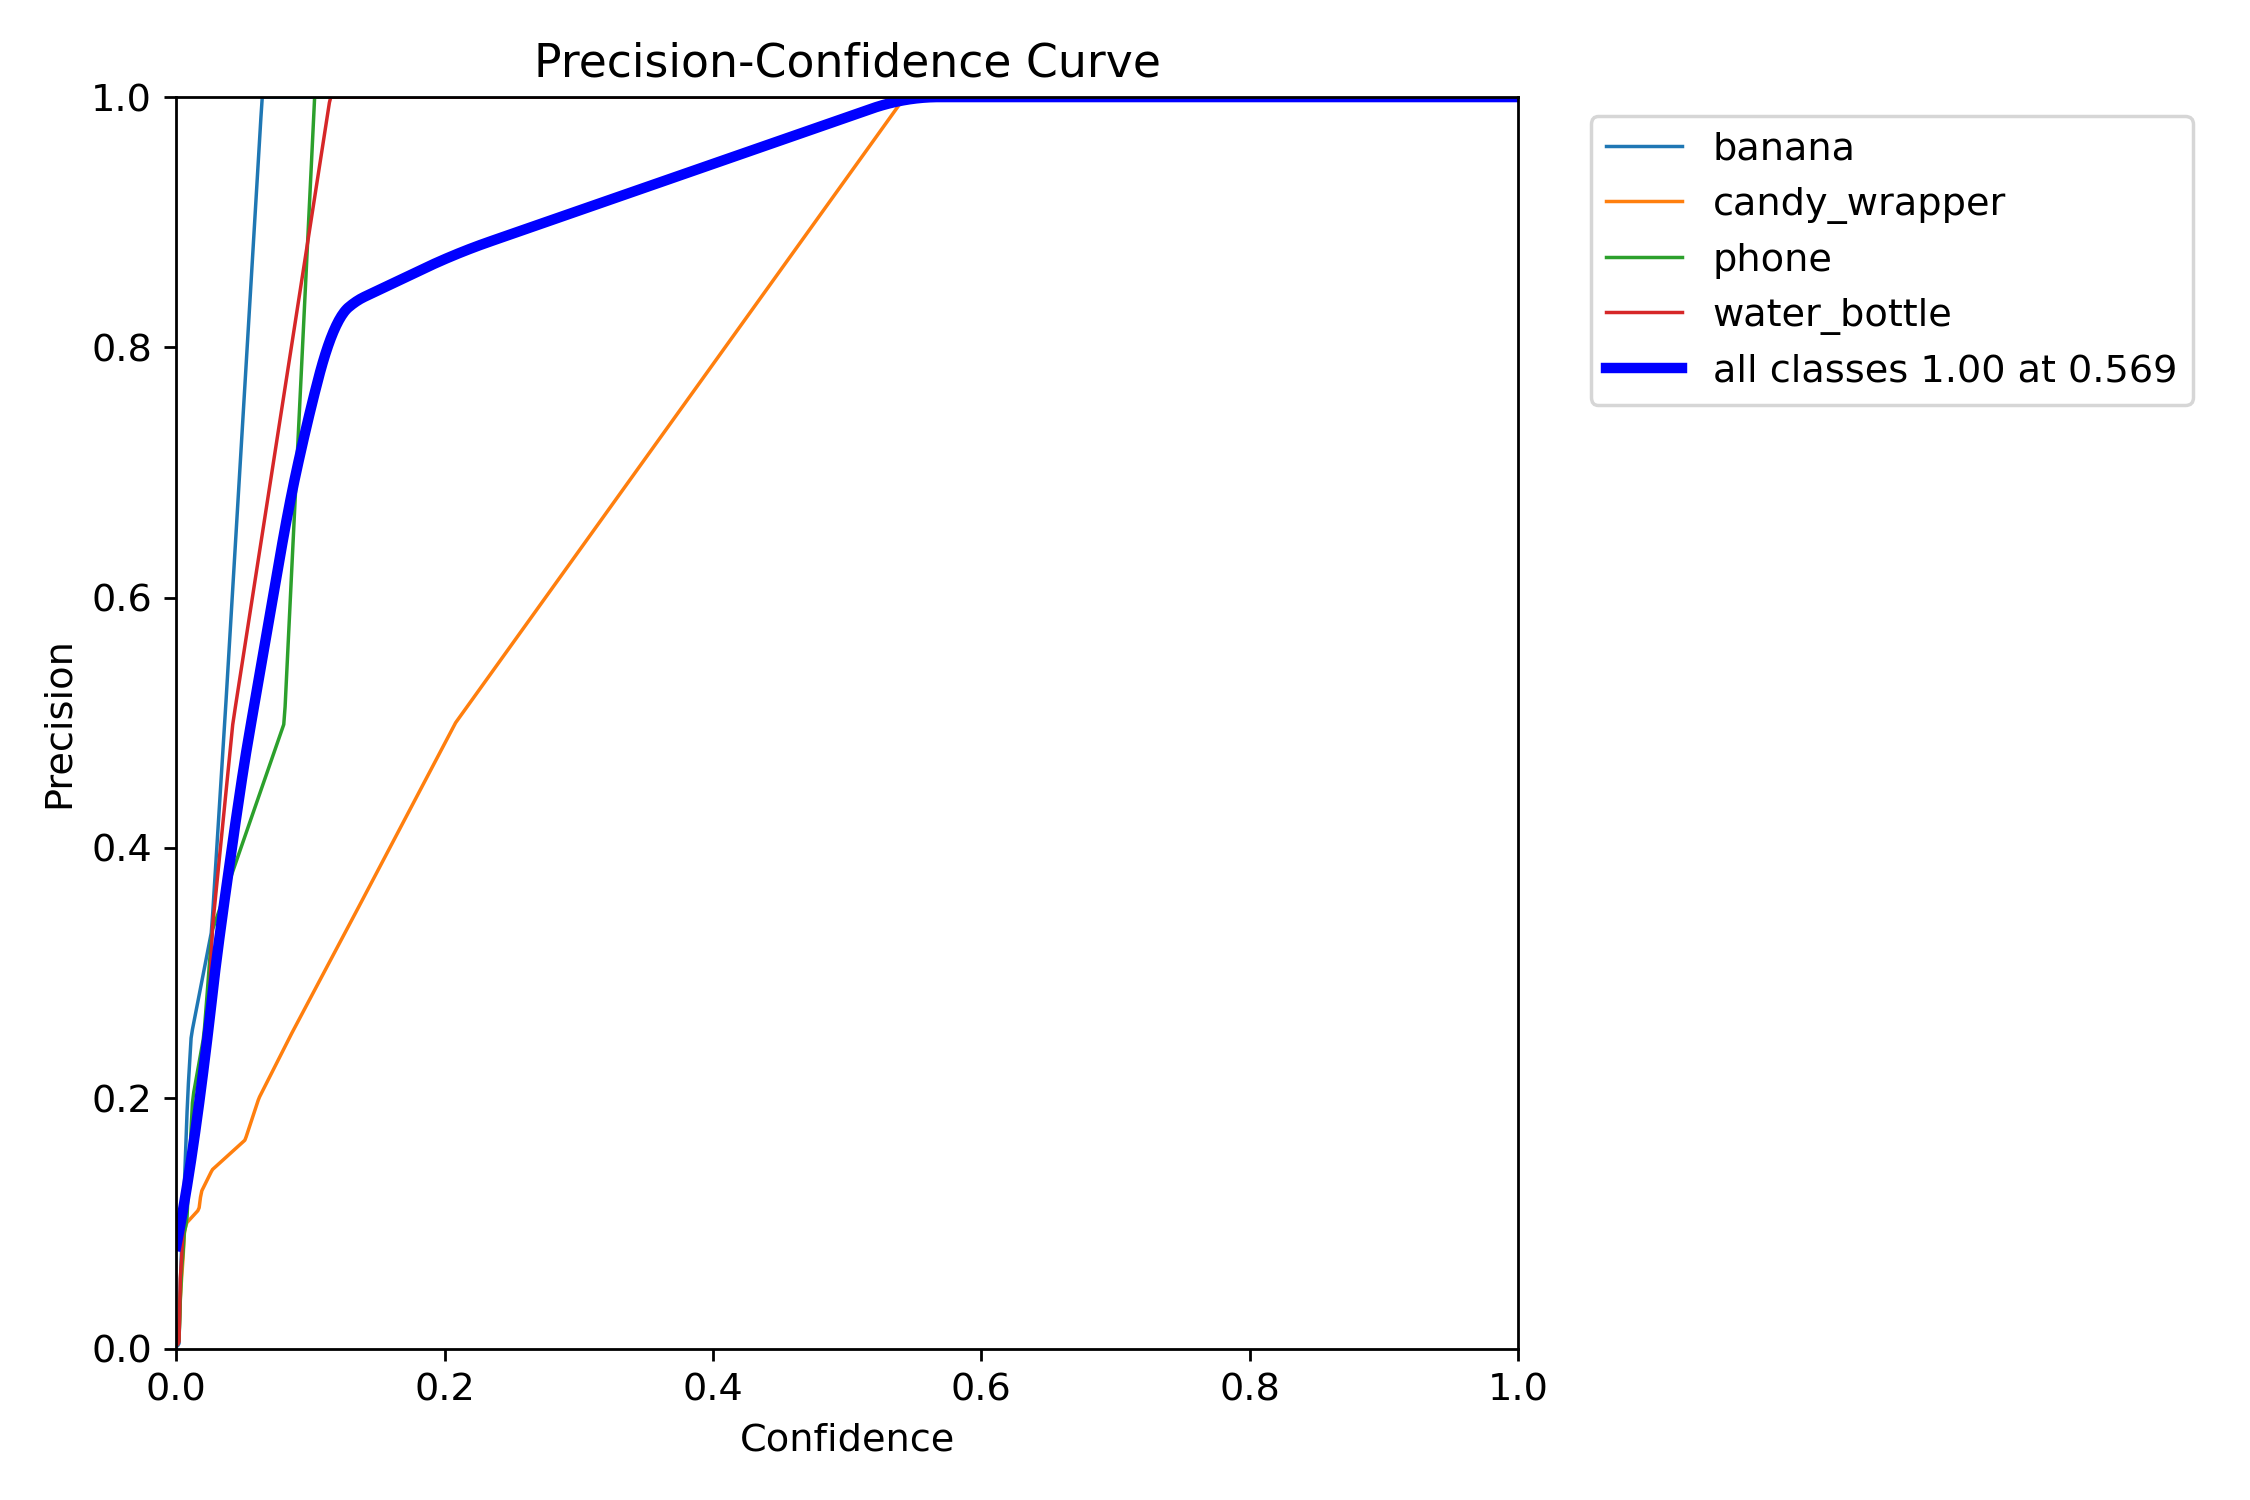 Precision-Confidence Curve
1.0
0.8
0.6
0.4
0.2
0.0
Precision
0.0 0.2 0.4 0.6 0.8 1.0
Confidence
banana
candy_wrapper
phone
water_bottle
all classes 1.00 at 0.569